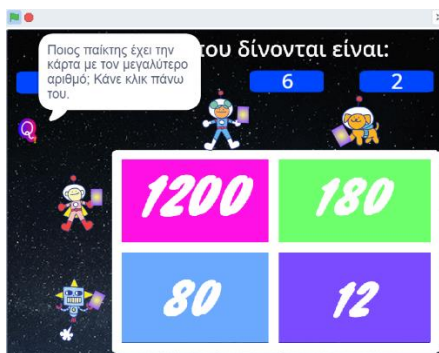 Ποιος παίκτης έχει την
κάρτα με τον μεγαλύτερο
αριθμό; Κάνε κλικ πάνω
του.
που δίνονται είναι:
6 2
Q
1200 180
80 12